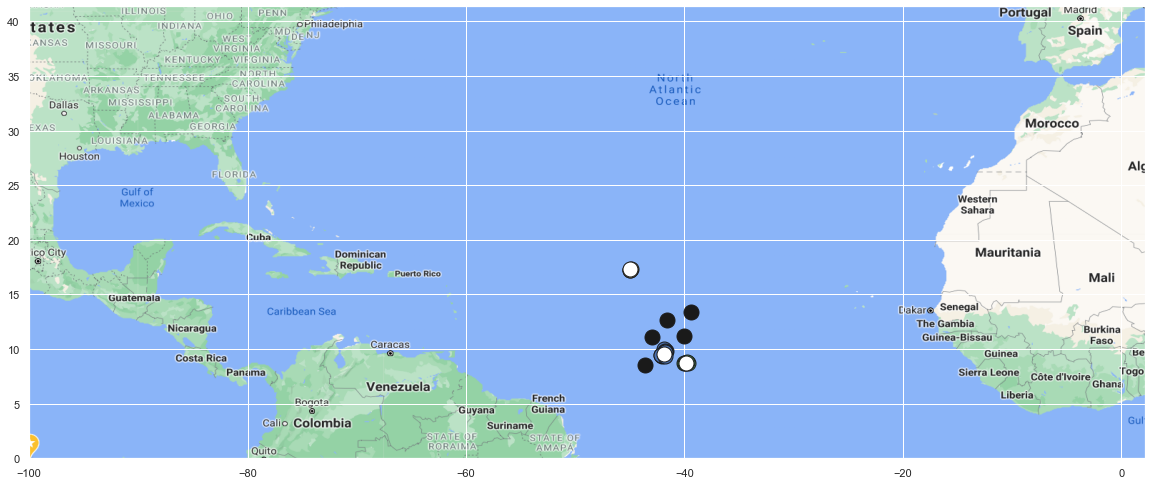 ILLINOIS
OHIO
PENN
Philadelphia
Portugal
Madrid
Spain
tates
INDIANA
MD
DE
NJ
ANSAS
MISSOURI
WEST
VIRGINIA
KENTUCKY
VIRGINIA
OKLAHOMA
TENNESSEE
NORTH
CAROLINA
ARKANSAS
MISSISSIPPI
SOUTH
CAROLINA
Dallas
ALABAMA
GEORGIA
EXAS
LOUISIANA
Houston
FLORIDA
North
Atlantic
Ocean
Morocco
Alg
Gulf of
Mexico
Western
Sahara
Cuba
ico City
Dominican
Republic
Puerto Rico
Mauritania
Mali
Guatemala
Caribbean Sea
Dakar
Senegal
Nicaragua
The Gambia
Guinea-Bissau
Burkina
Faso
Costa Rica
Caracas
Guinea
Be
Panama
Venezuela
Sierra Leone
Côte d'Ivoire
Togo
Ghana
Bogota
Guyana
French
Guiana
Liberia
Cali
Colombia
Suriname
Gulf
STATE OF
RORAIMA
STATE OF
AMAPA
Quito
40
35
30
25
20
15
10
5
0
−100
−80
−60
−40
−20
0